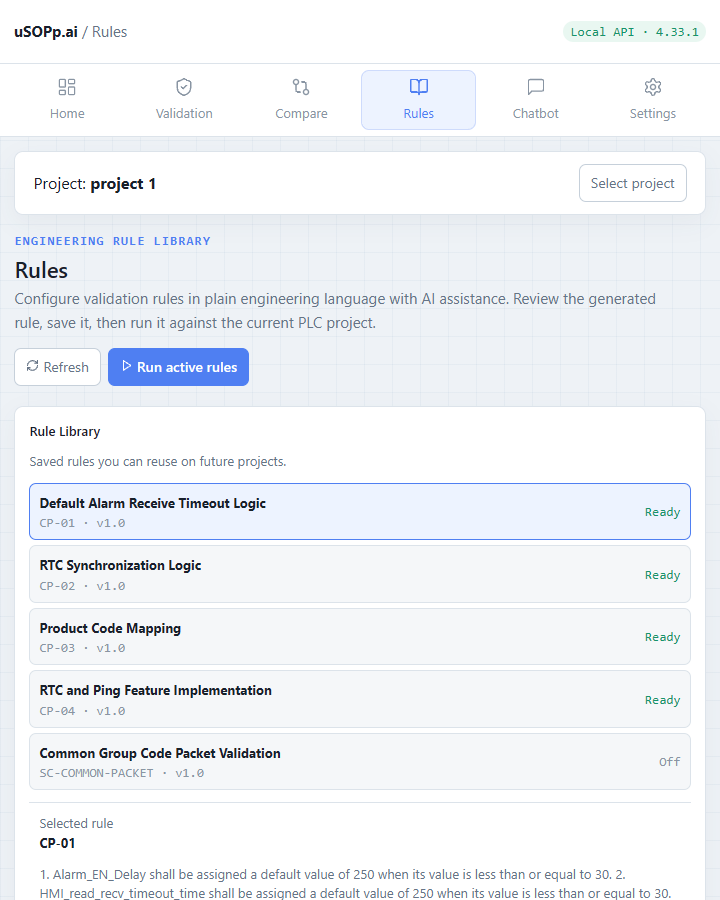 uSOPp.ai / Rules
Local API · 4.33.1
Home
Validation
Compare
Rules
Chatbot
Settings
Project: project 1
Select project
ENGINEERING RULE LIBRARY
Rules
Configure validation rules in plain engineering language with AI assistance. Review the generated
rule, save it, then run it against the current PLC project.
Refresh
Run active rules
Rule Library
Saved rules you can reuse on future projects.
Default Alarm Receive Timeout Logic
CP-01 · v1.0
Ready
RTC Synchronization Logic
CP-02 · v1.0
Ready
Product Code Mapping
CP-03 · v1.0
Ready
RTC and Ping Feature Implementation
CP-04 · v1.0
Ready
Common Group Code Packet Validation
SC-COMMON-PACKET · v1.0
Off
Selected rule
CP-01
1. Alarm_EN_Delay shall be assigned a default value of 250 when its value is less than or equal to 30. 2.
HMI_read_recv_timeout_time shall be assigned a default value of 250 when its value is less than or equal to 30.